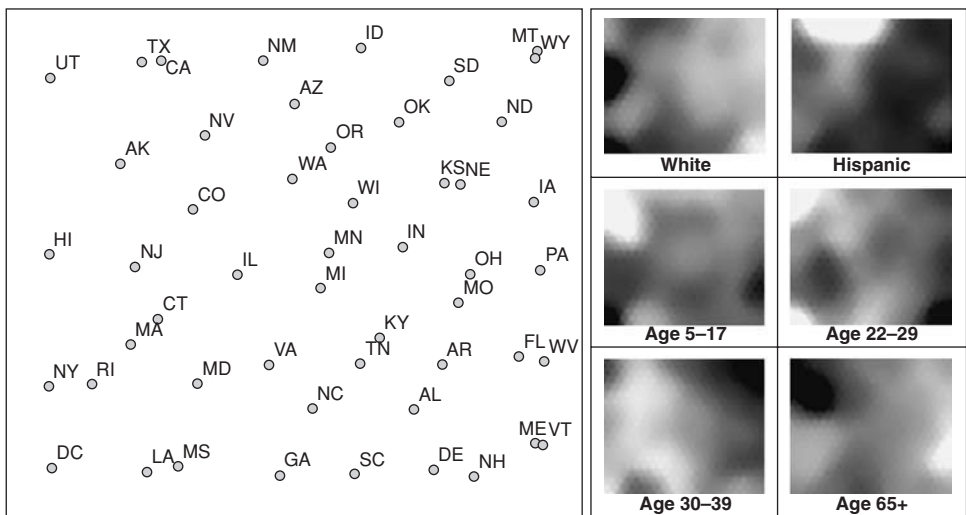 UT
TX
CA
NM
ID
MT
WY
SD
AZ
NV
OK
ND
OR
AK
WA
KS
NE
WI
CO
IA
HI
NJ
IL
MN
IN
OH
PA
MI
MO
CT
MA
KY
NY
RI
MD
VA
TN
AR
FL
WV
NC
AL
DC
LA
MS
GA
SC
DE
NH
ME
VT
White
Hispanic
Age 5–17
Age 22–29
Age 30–39
Age 65+